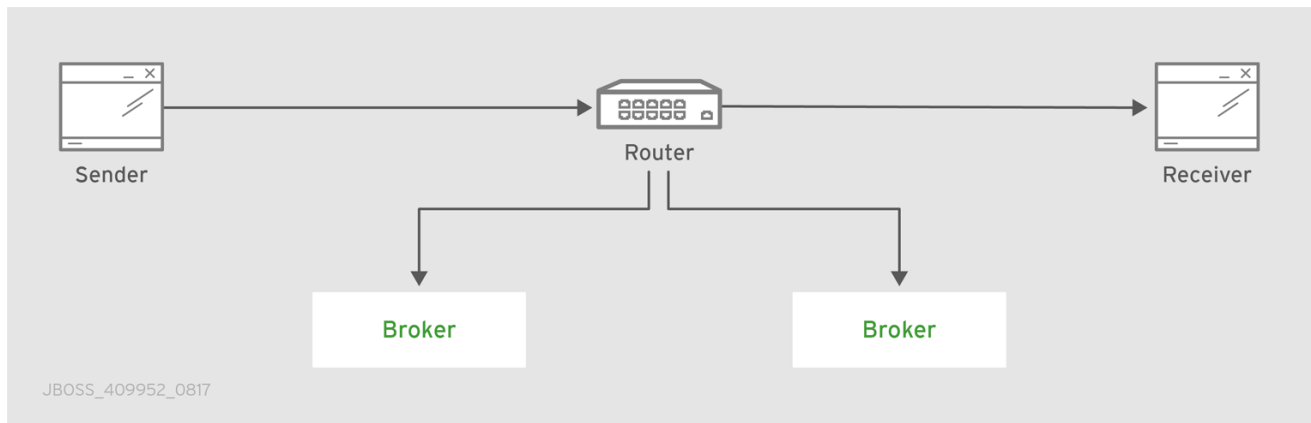 Sender
Router
Receiver
Broker
Broker
JBOSS_409952_0817